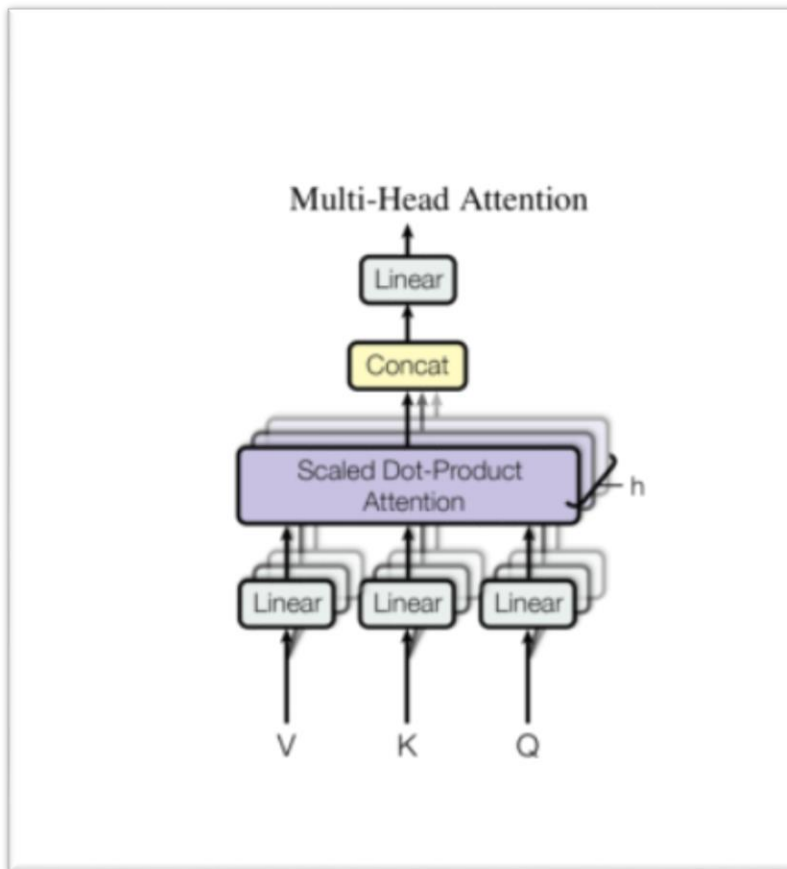 Multi-Head Attention
Linear
Concat
Scaled Dot-Product
Attention
h
Linear
Linear
Linear
V
K
Q